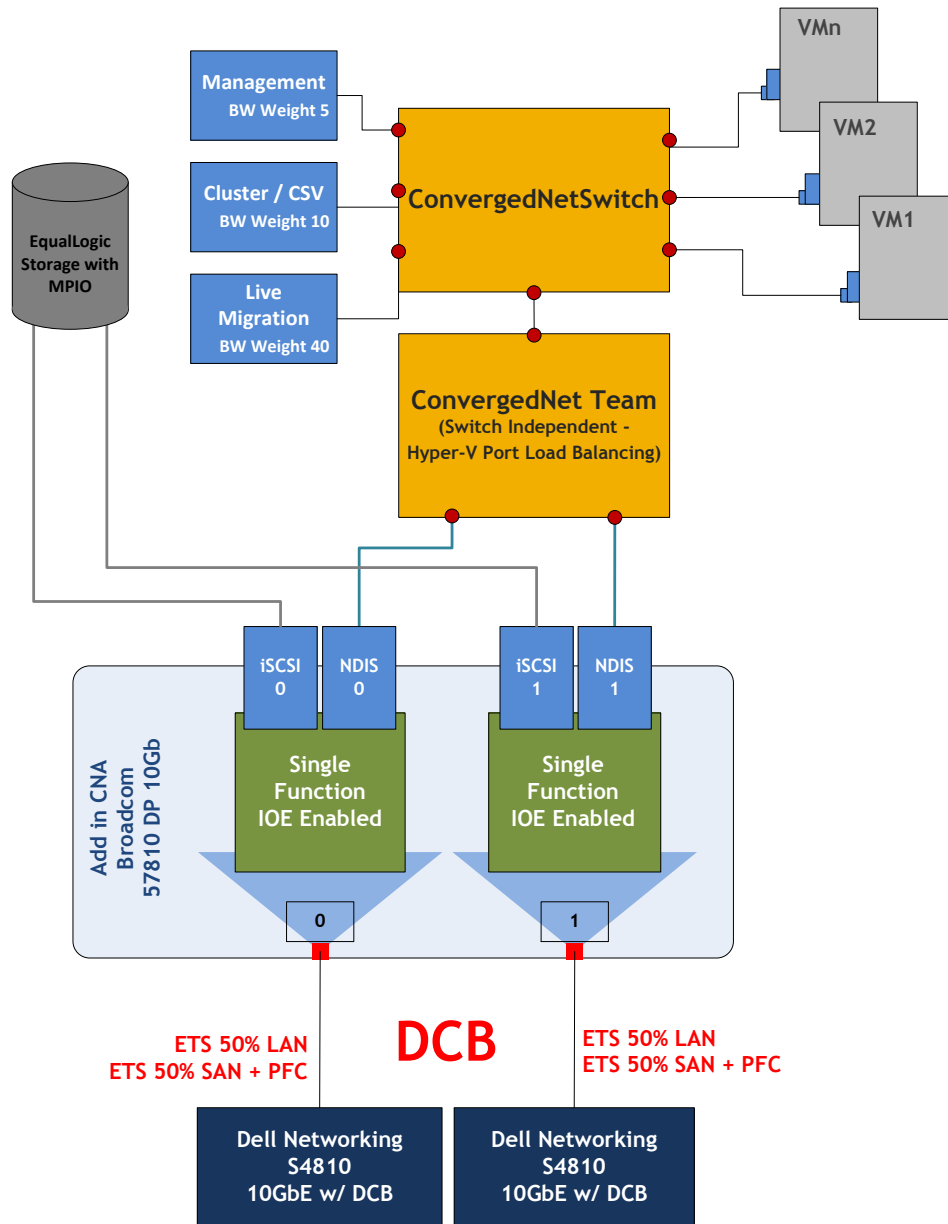 VMn
Management
BW Weight 5
VM2
ConvergedNetSwitch
Cluster / CSV
BW Weight 10
VM1
EqualLogic
Storage with
MPIO
Live
Migration
BW Weight 40
ConvergedNet Team
(Switch Independent -
Hyper-V Port Load Balancing)
iSCSI
0
NDIS
0
iSCSI
1
NDIS
1
Add in CNA
Broadcom
57810 DP 10Gb
Single
Function
IOE Enabled
Single
Function
IOE Enabled
0
1
ETS 50% LAN
ETS 50% SAN + PFC
DCB
ETS 50% LAN
ETS 50% SAN + PFC
Dell Networking
S4810
10GbE w/ DCB
Dell Networking
S4810
10GbE w/ DCB